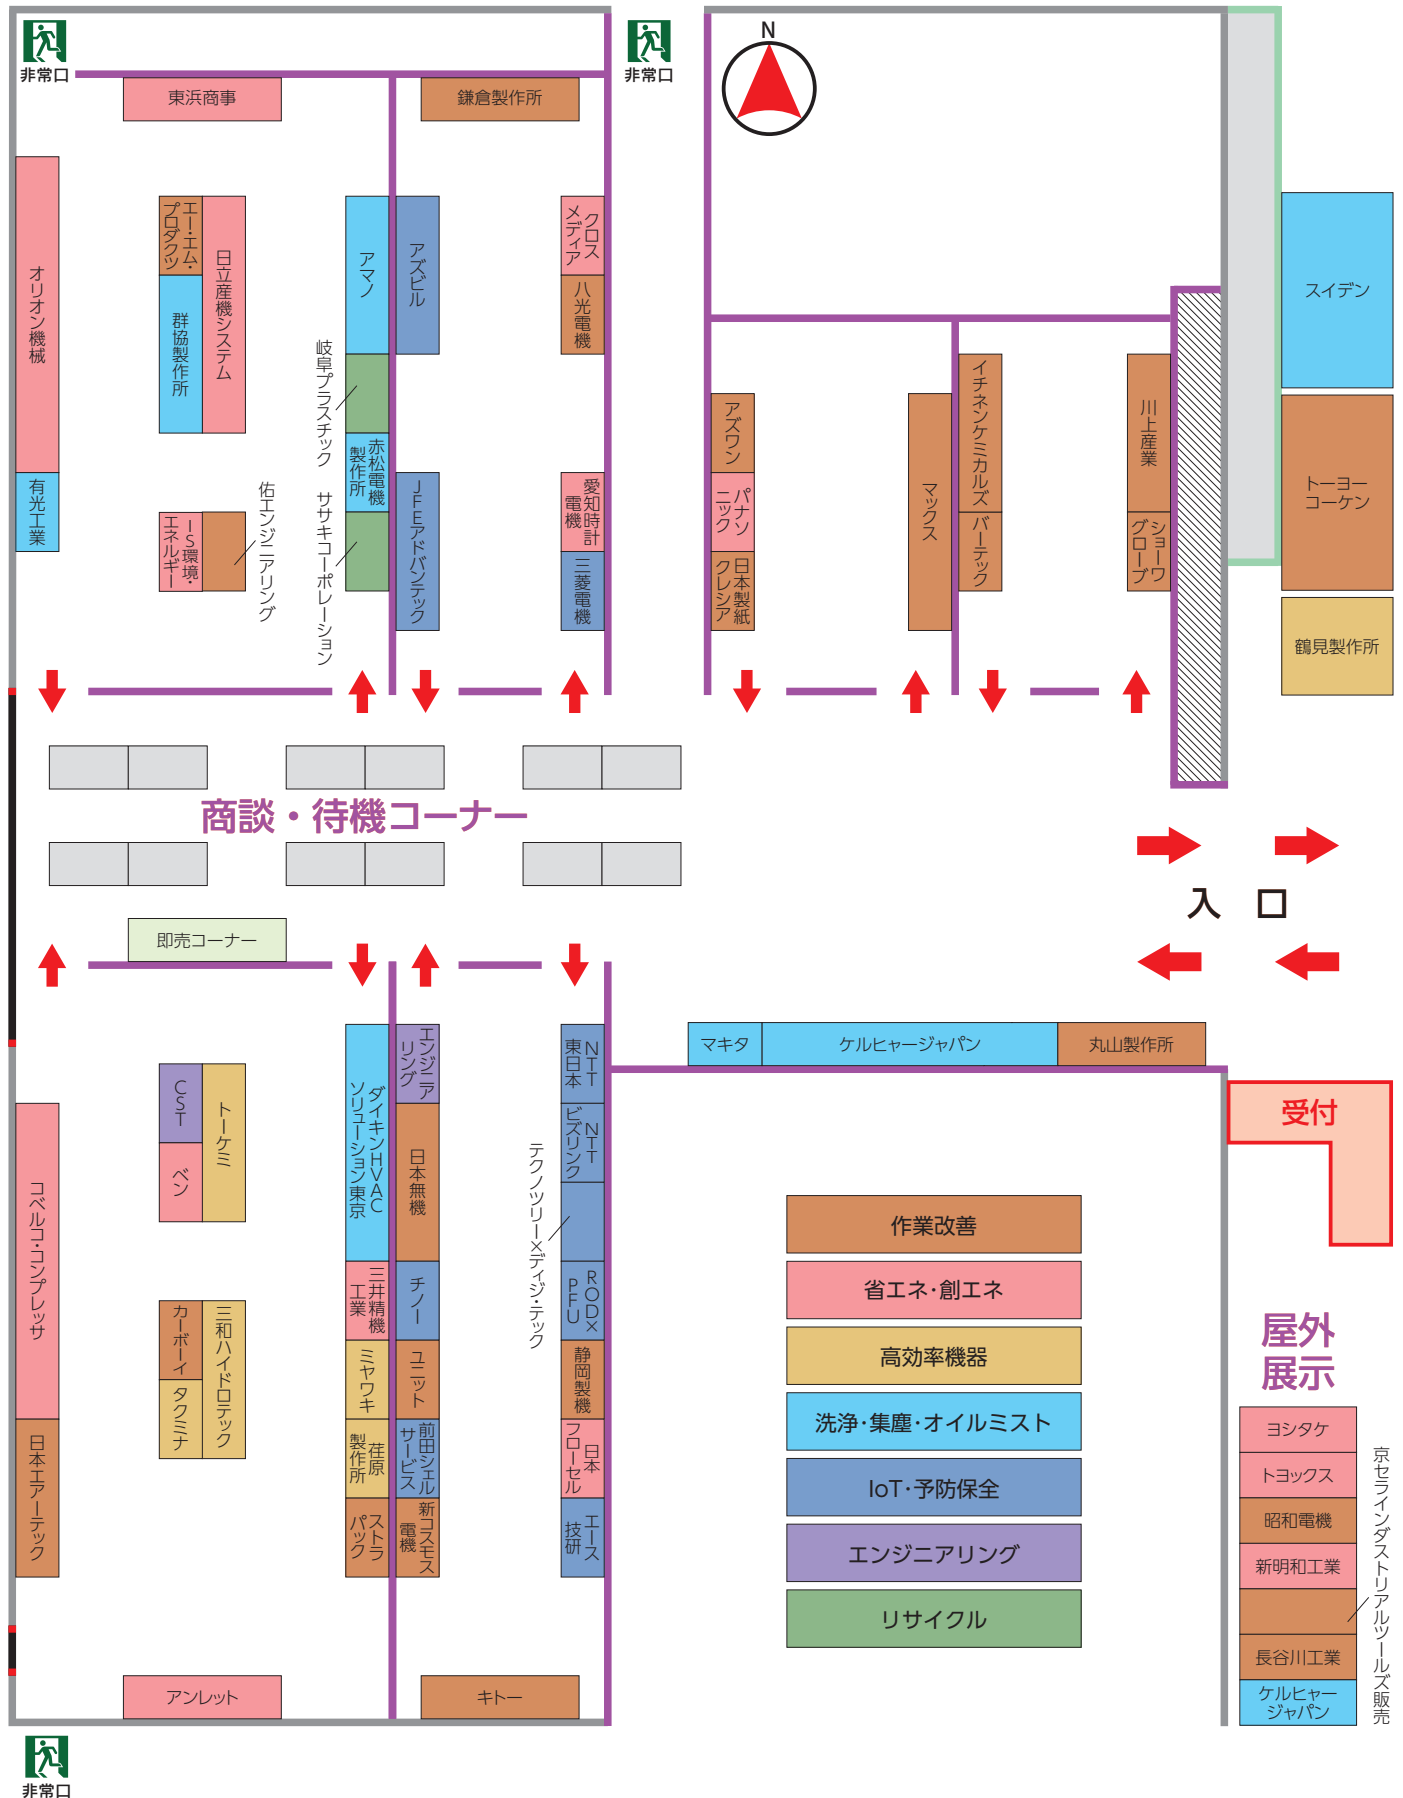 非常口
非常口
N
東浜商事
鎌倉製作所
オリオン機械
有光工業
エー・エム・
プロダクツ
群協製作所
日立産機システム
IS環境・
エネルギー
佑エンジニアリング
アマノ
岐阜プラスチック
赤松電機
製作所
ササキコーポレーション
アズビル
JFEアドバンテック
クロス
メディア
八光電機
愛知時計
電機
三菱電機
アズワン
パナソ
ニック
日本製紙
クレシア
マックス
イチネンケミカルズ
バーテック
川上産業
ショーワ
グローブ
スイデン
トーヨー
コーケン
鶴見製作所
商談・待機コーナー
入 口
即売コーナー
マキタ
ケルヒャージャパン
丸山製作所
受付
コベルコ・コンプレッサ
日本エアーテック
CST
ベン
トーケミ
カーボーイ
タクミナ
三和ハイドロテック
ダイキンHVAC
ソリューション東京
三井精機
工業
ミヤワキ
荏原
製作所
ストラ
パック
エンジニア
リング
日本無機
チノー
ユニット
前田シェル
サービス
新コスモス
電機
NTT
東日本
NTT
ビズリンク
テクノツリー×ディジ・テック
RODX×
PFU
静岡製機
日本
フローセル
エース
技研
アンレット
キトー
作業改善
省エネ・創エネ
高効率機器
洗浄・集塵・オイルミスト
IoT・予防保全
エンジニアリング
リサイクル
屋外
展示
ヨシタケ
トヨックス
昭和電機
新明和工業
京セラインダストリアルツールズ販売
長谷川工業
ケルヒャー
ジャパン
非常口